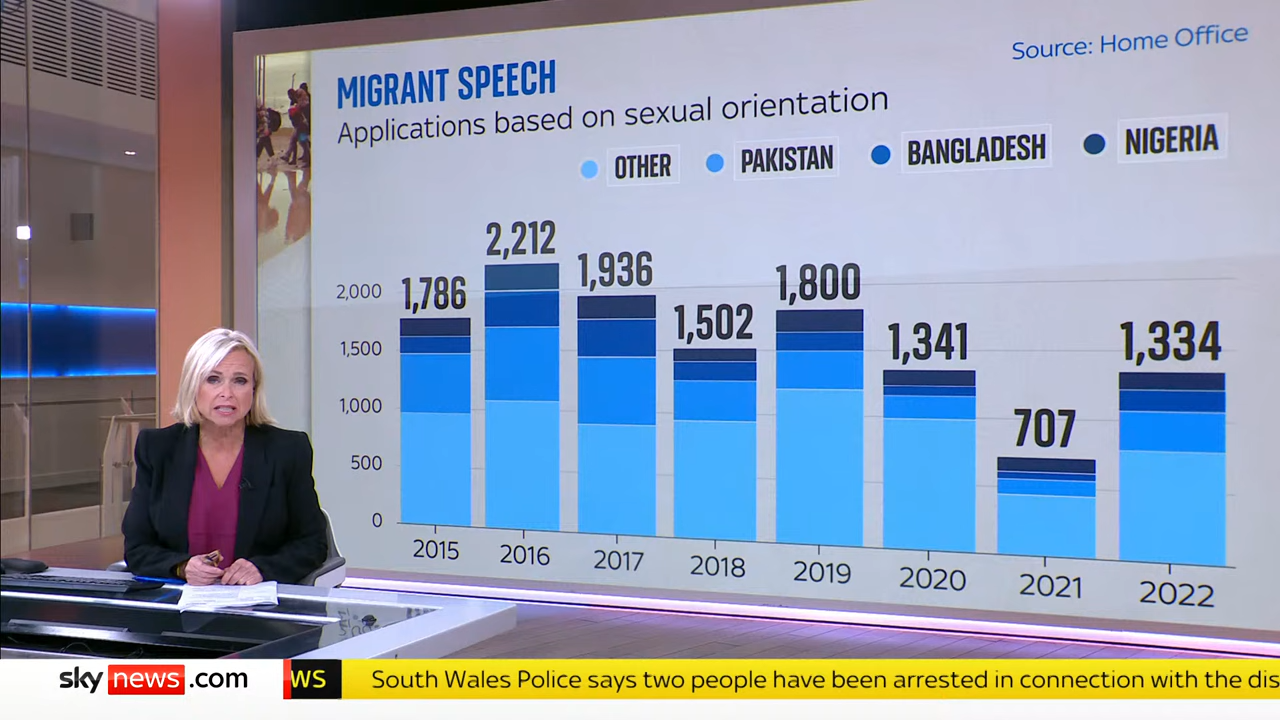 Source: Home Office
MIGRANT SPEECH
Applications based on sexual orientation
OTHER
PAKISTAN
BANGLADESH
NIGERIA
1,786
2,212
1,936
1,502
1,800
1,341
707
1,334
2,000
1,500
1,000
500
0
2015
2016
2017
2018
2019
2020
2021
2022
sky news.com
WS
South Wales Police says two people have been arrested in connection with the dis